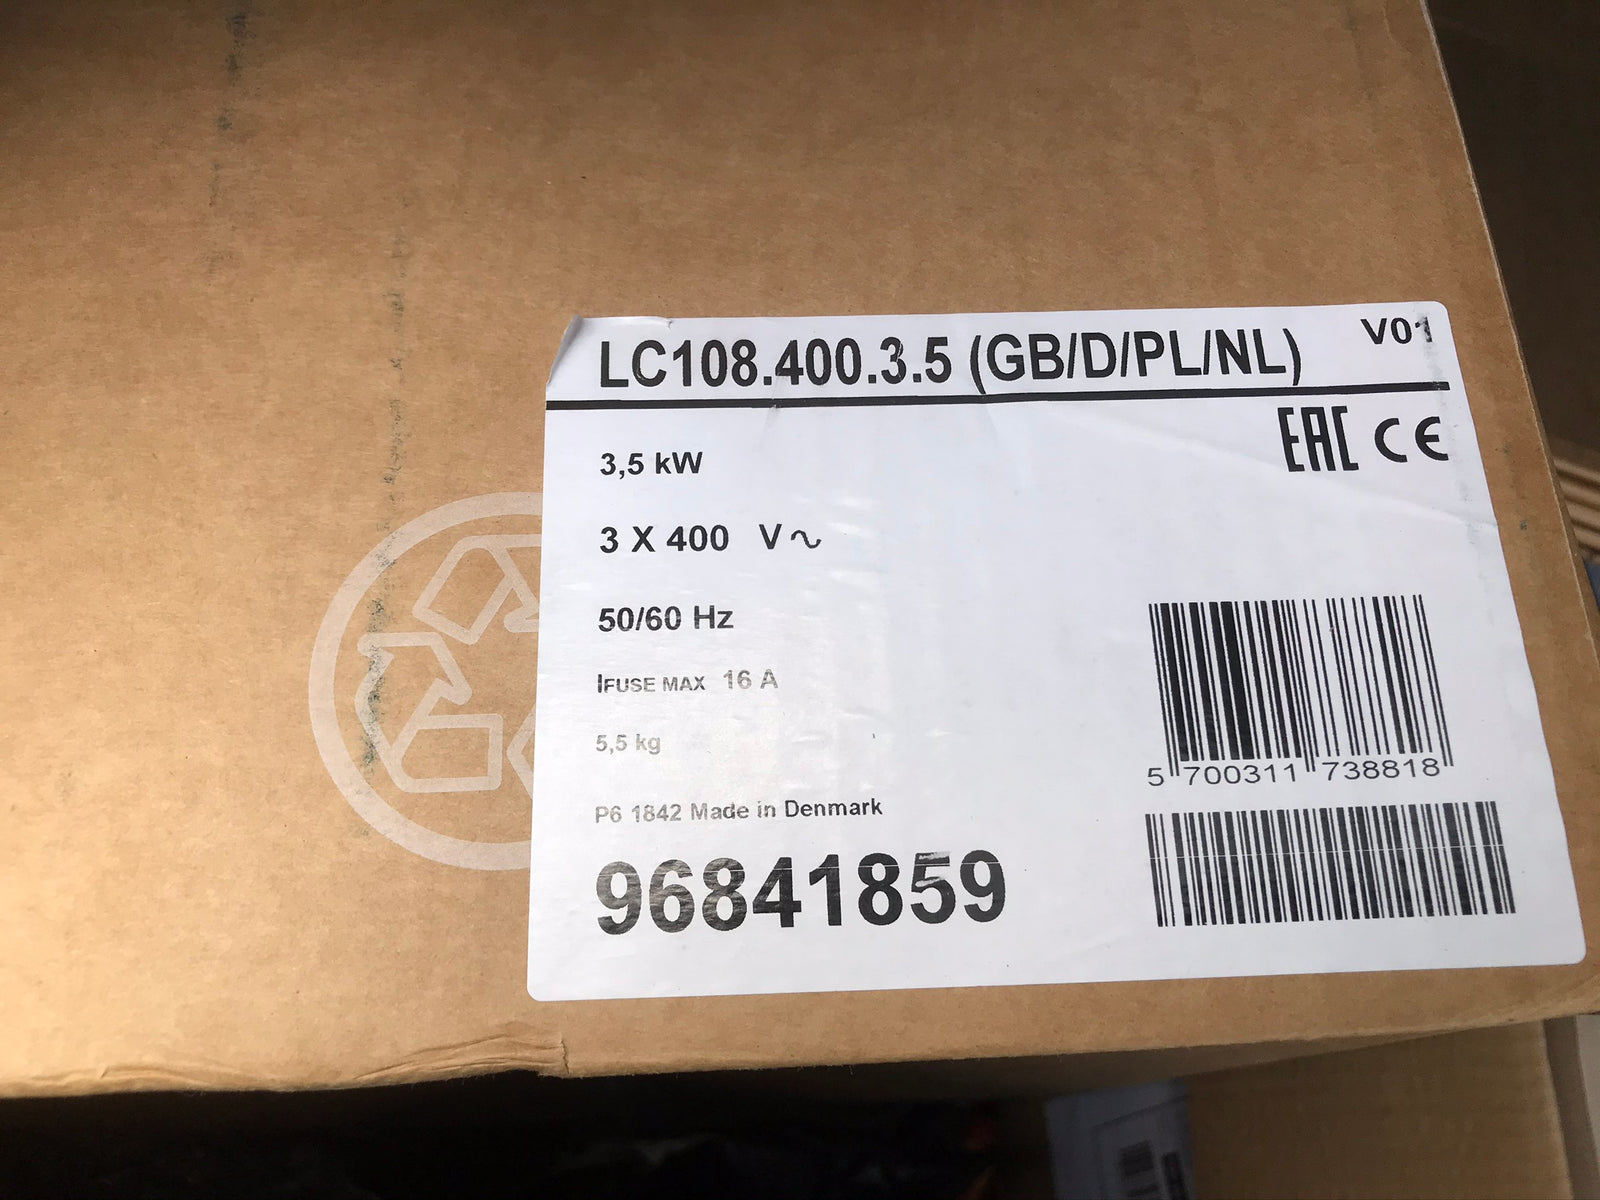 LC108.400.3.5 (GB/D/PL/NL) V01
EAC CE
3,5 kW
3 X 400 V~
50/60 Hz
IFUSE MAX 16 A
5,5 kg
P6 1842 Made in Denmark
96841859
5 700311 738818